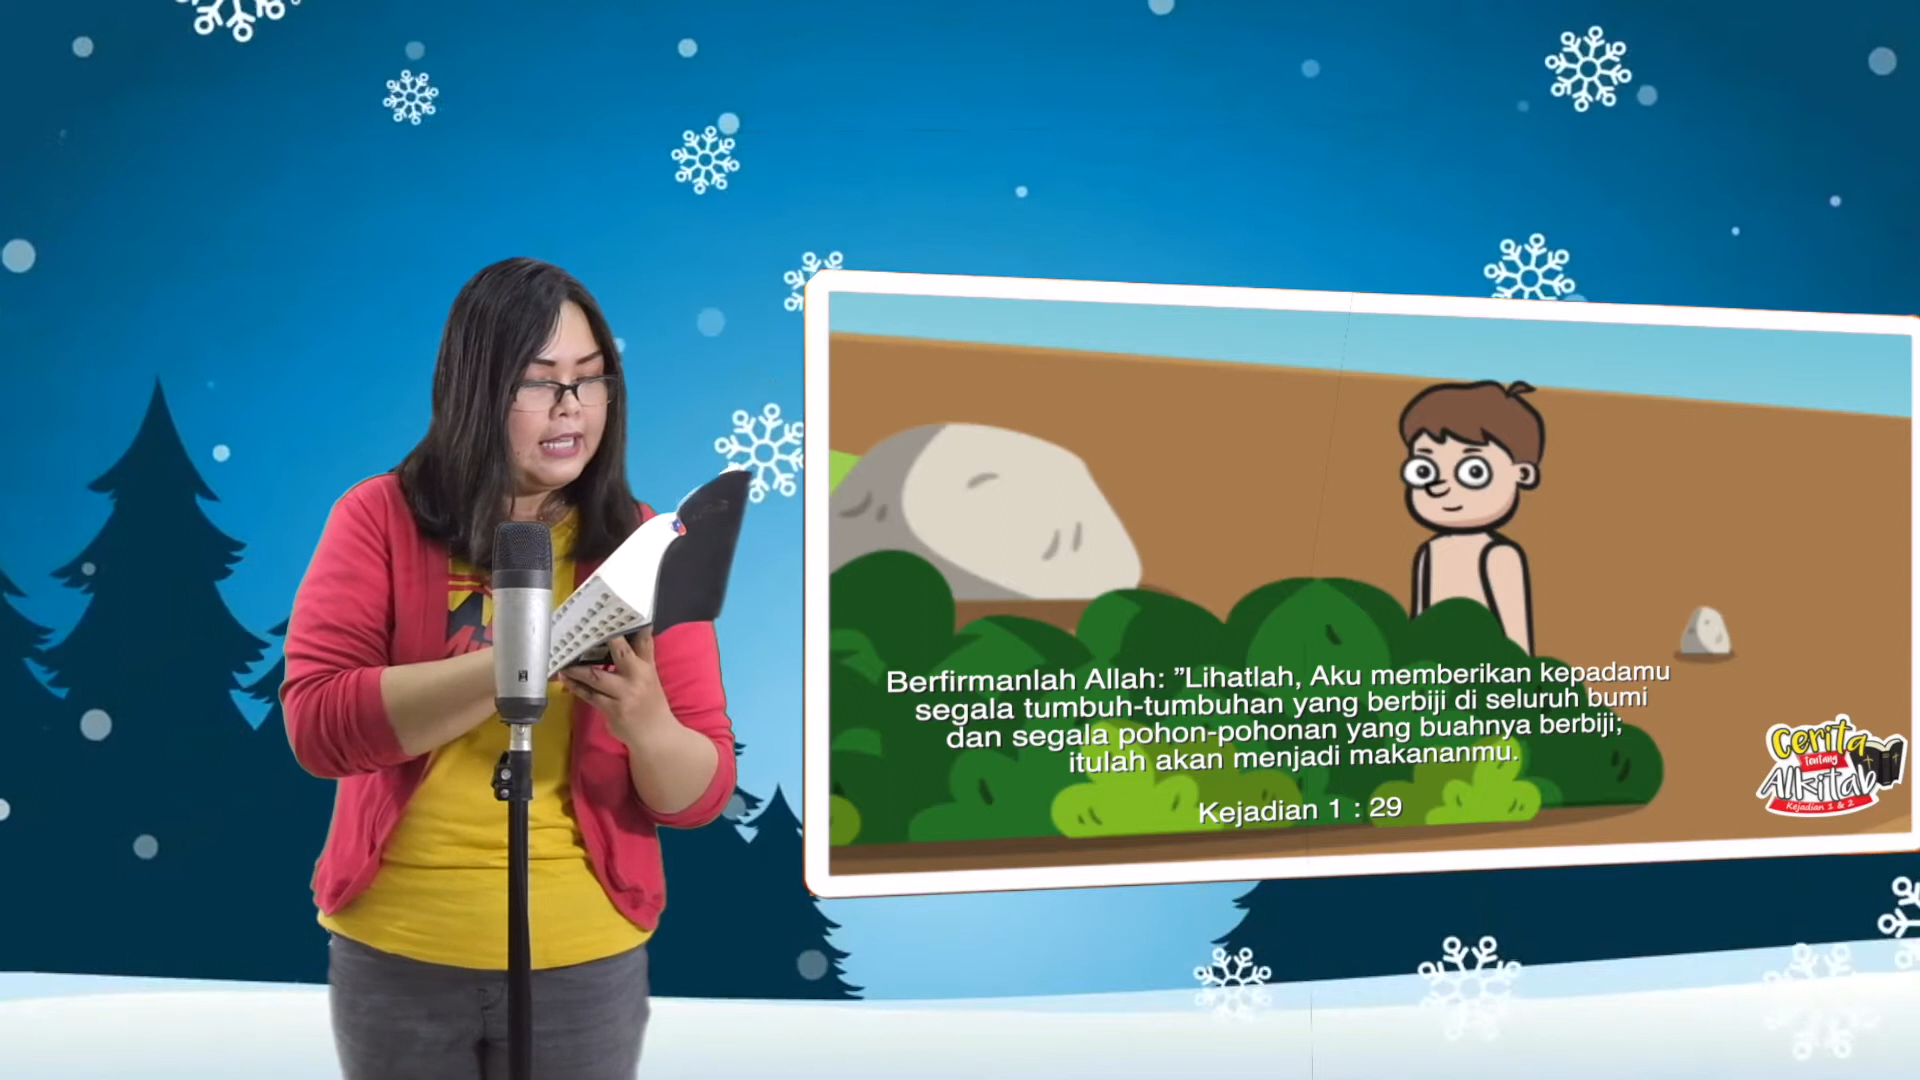 Berfirmanlah Allah: "Lihatlah, Aku memberikan kepadamu
segala tumbuh-tumbuhan yang berbiji di seluruh bumi
dan segala pohon-pohonan yang buahnya berbiji;
itulah akan menjadi makananmu.
Kejadian 1 : 29
Cerita
Tentang
Alkitab
Kejadian 1 & 2